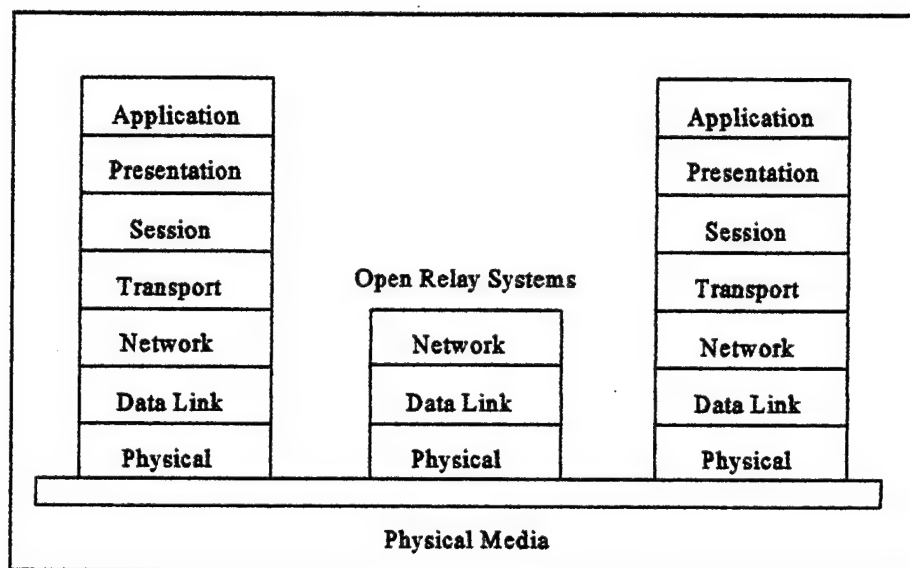 Application
Presentation
Session
Transport
Network
Data Link
Physical
Open Relay Systems
Network
Data Link
Physical
Application
Presentation
Session
Transport
Network
Data Link
Physical
Physical Media